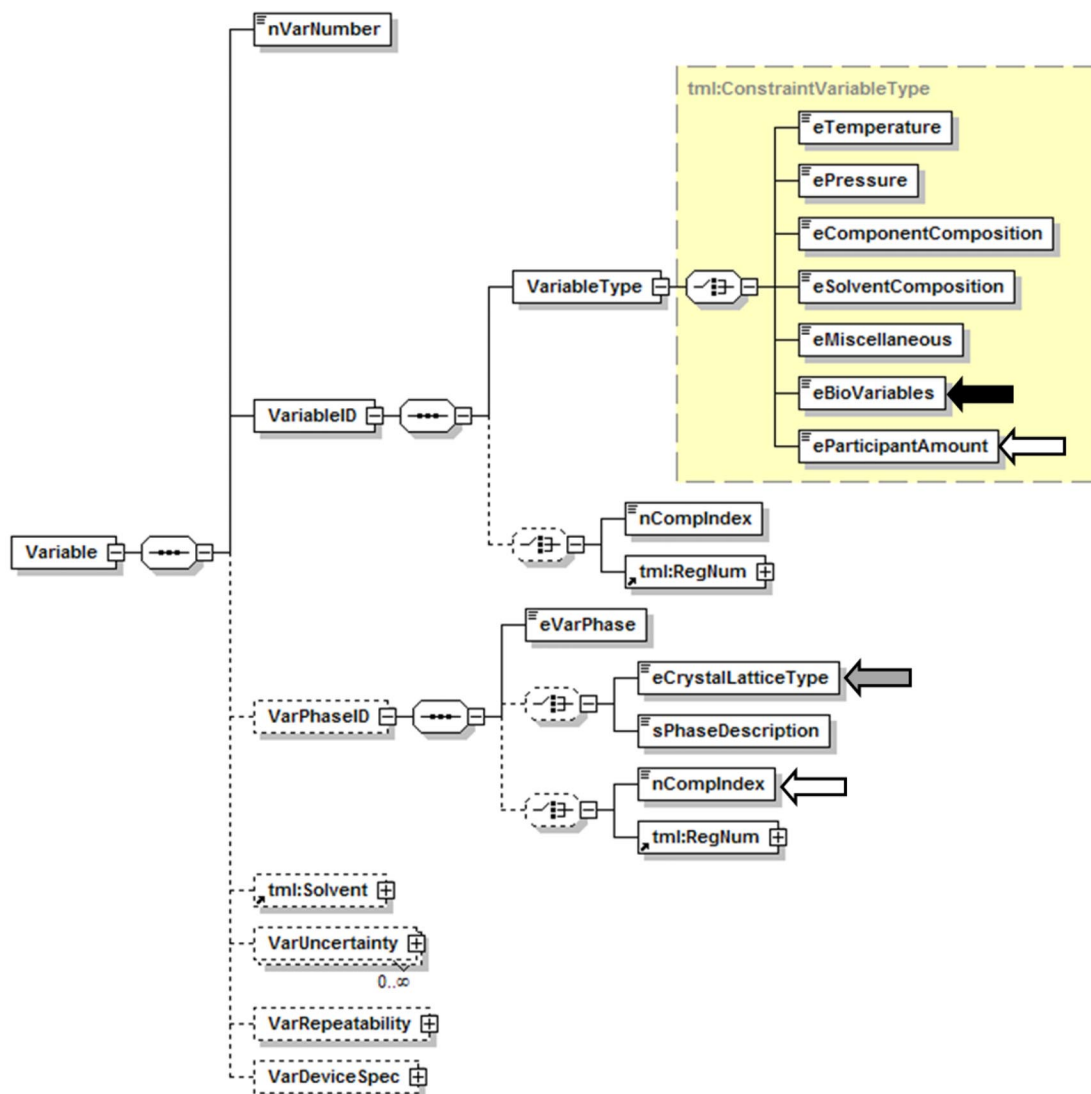 nVarNumber
tml:ConstraintVariableType
eTemperature
ePressure
eComponentComposition
VariableType
eSolventComposition
eMiscellaneous
eBioVariables
VariableID
eParticipantAmount
nCompIndex
Variable
tml:RegNum
eVarPhase
eCrystalLatticeType
VarPhaseID
sPhaseDescription
nCompIndex
tml:RegNum
tml:Solvent
VarUncertainty
0..∞
VarRepeatability
VarDeviceSpec